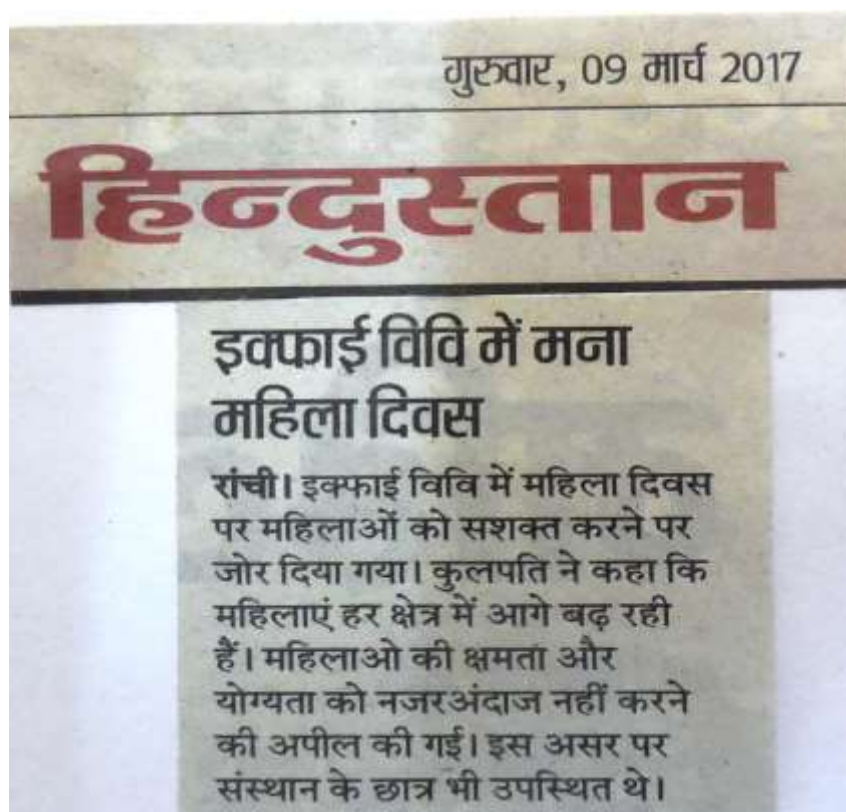 गुरुवार, 09 मार्च 2017
हिन्दुस्तान
इक्फाई विवि में मना
महिला दिवस
रांची। इक्फाई विवि में महिला दिवस
पर महिलाओं को सशक्त करने पर
जोर दिया गया। कुलपति ने कहा कि
महिलाएं हर क्षेत्र में आगे बढ़ रही
हैं। महिलाओ की क्षमता और
योग्यता को नजरअंदाज नहीं करने
की अपील की गई। इस असर पर
संस्थान के छात्र भी उपस्थित थे।